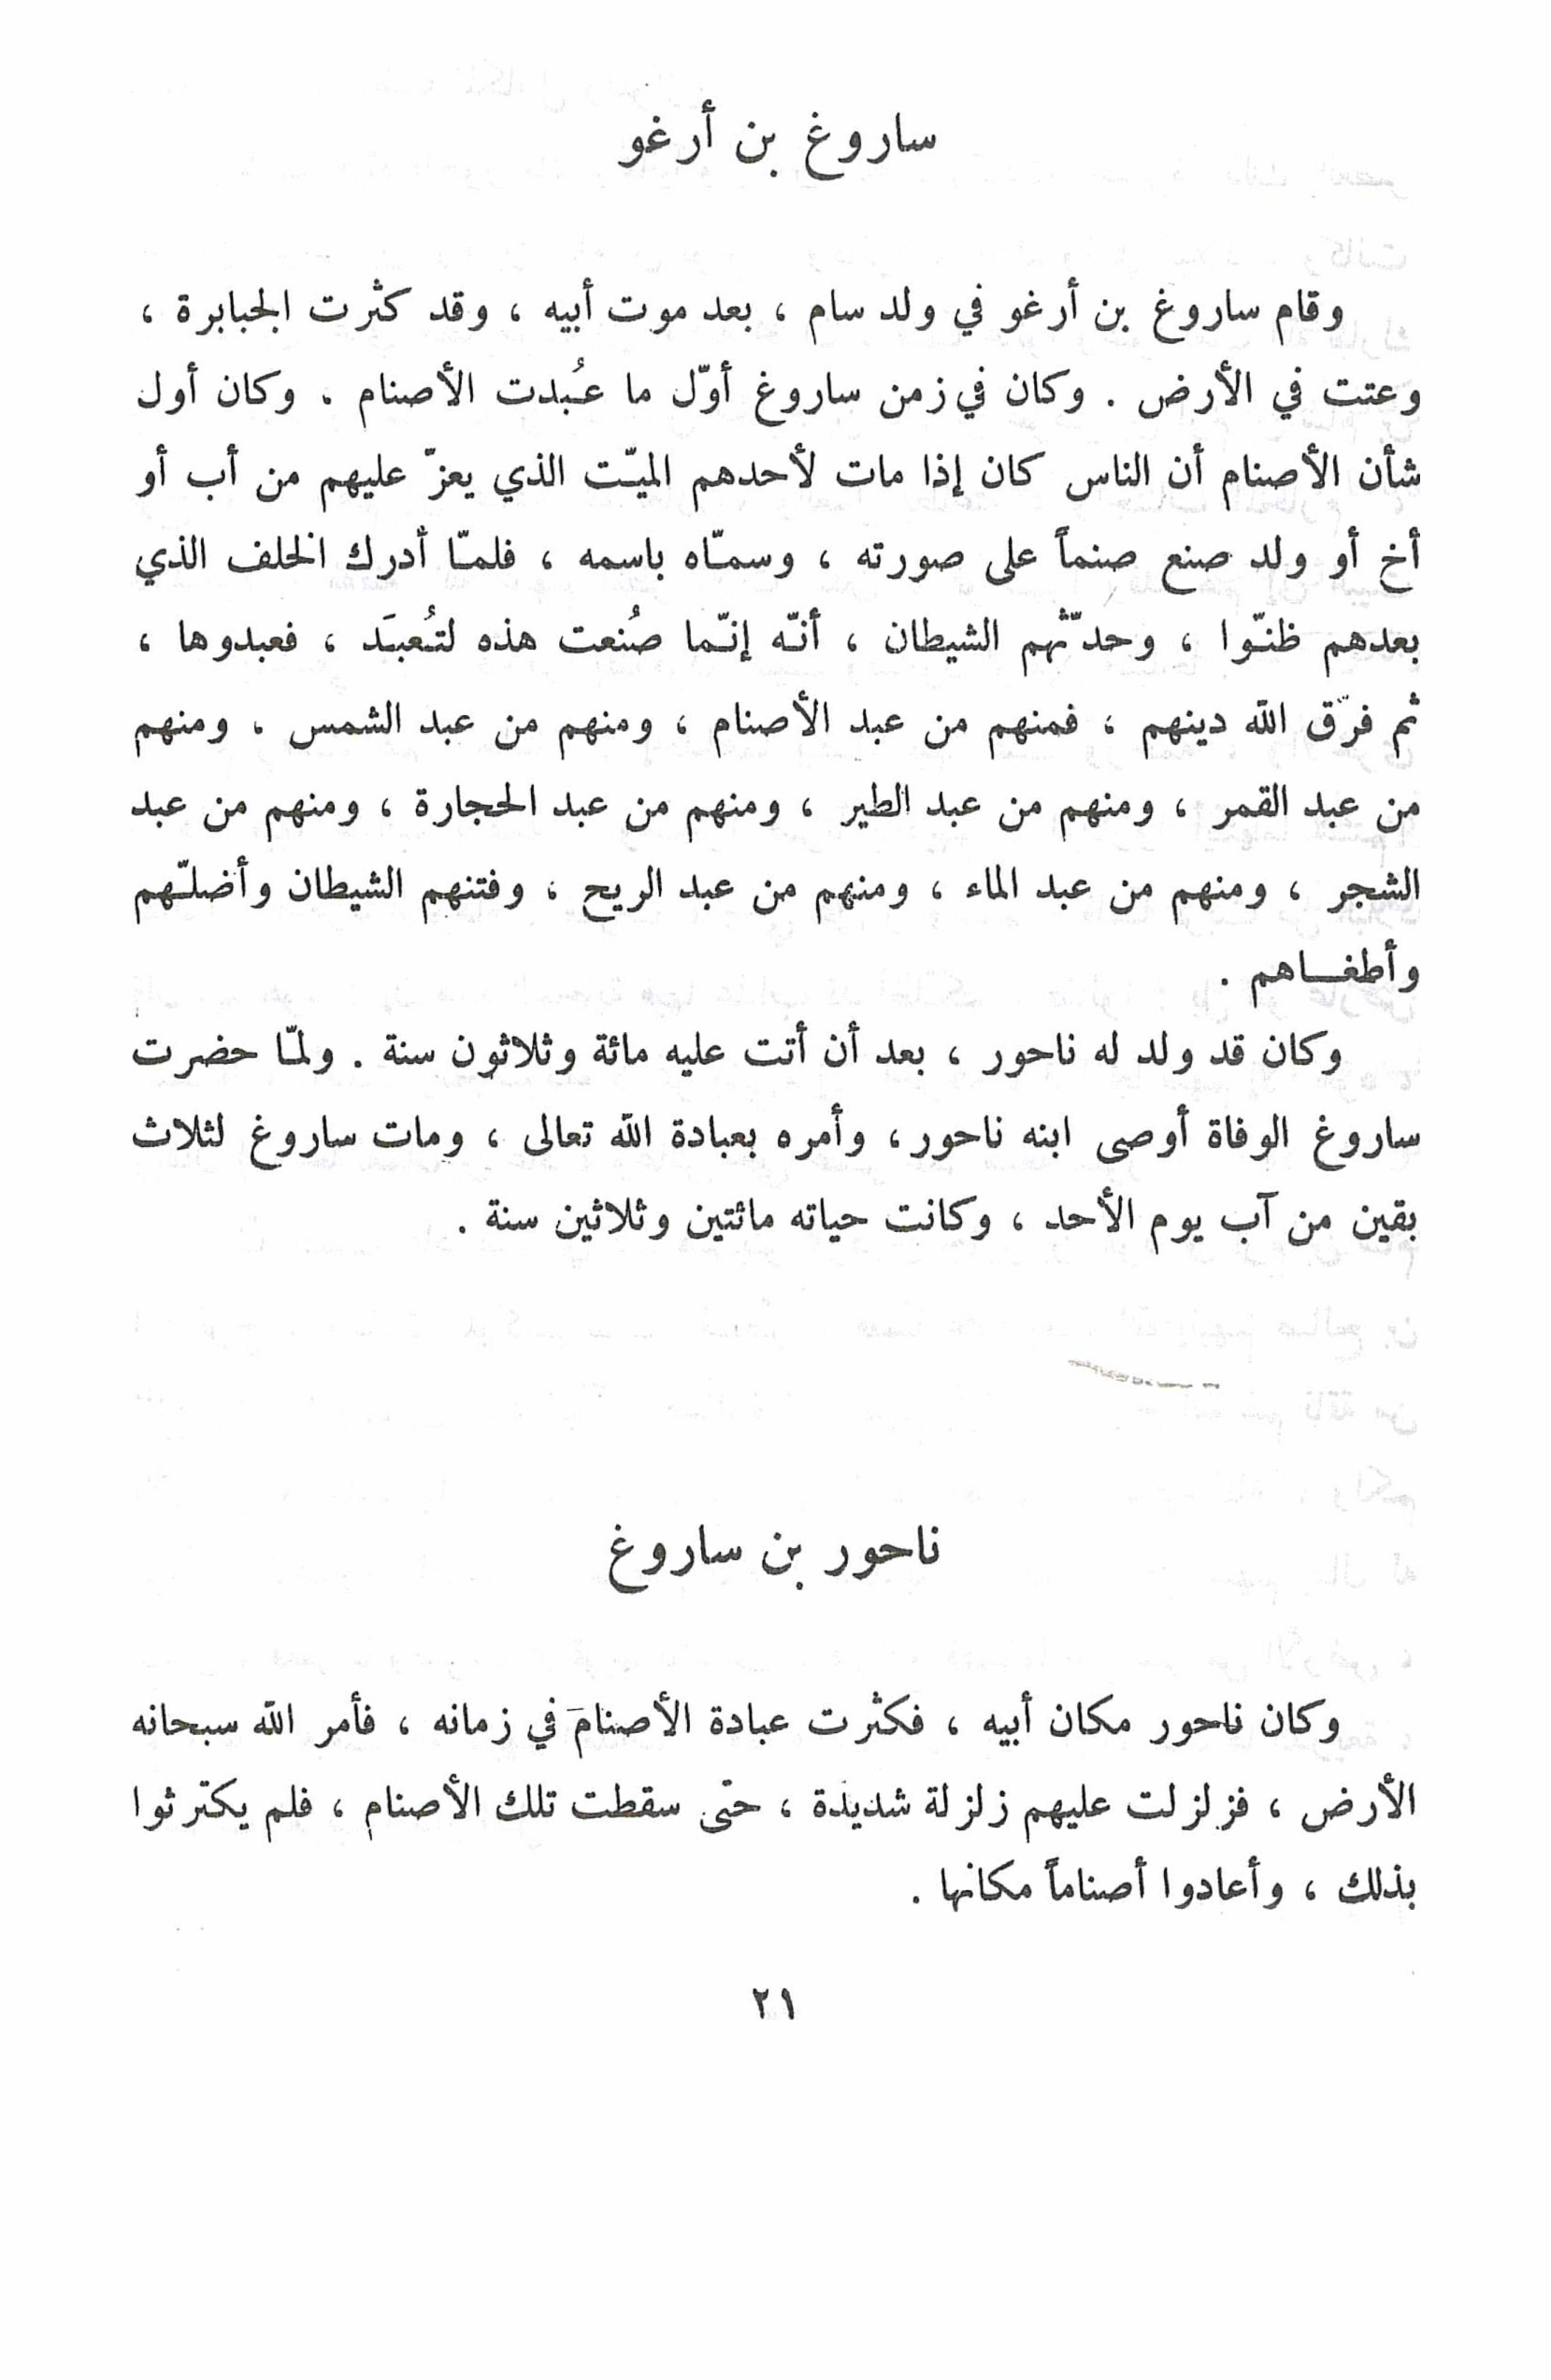 ساروغ بن أرغو
وقام ساروغ بن أرغو في ولد سام ، بعد موت أبيه ، وقد كثرت الجبابرة ،
وعتت في الأرض . وكان في زمن ساروغ أوّل ما عُبدت الأصنام . وكان أول
شأن الأصنام أن الناس كان إذا مات لأحدهم الميّت الذي يعزّ عليهم من أب أو
أخ أو ولد صنع صنماً على صورته ، وسمّاه باسمه ، فلمّا أدرك الخلف الذي
بعدهم ظنّوا ، وحدّثهم الشيطان ، أنّه إنّما صُنعت هذه لتُعبَد ، فعبدوها ،
ثم فرّق الله دينهم ، فمنهم من عبد الأصنام ، ومنهم من عبد الشمس ، ومنهم
من عبد القمر ، ومنهم من عبد الطير ، ومنهم من عبد الحجارة ، ومنهم من عبد
الشجر ، ومنهم من عبد الماء ، ومنهم من عبد الريح ، وفتنهم الشيطان وأضلّهم
وأطغـاهم .
وكان قد ولد له ناحور ، بعد أن أتت عليه مائة وثلاثون سنة . ولمّا حضرت
ساروغ الوفاة أوصى ابنه ناحور ، وأمره بعبادة الله تعالى ، ومات ساروغ لثلاث
بقين من آب يوم الأحد ، وكانت حياته مائتين وثلاثين سنة .
ناحور بن ساروغ
وكان ناحور مكان أبيه ، فكثرت عبادة الأصنام في زمانه ، فأمر الله سبحانه
الأرض ، فزلزلت عليهم زلزلة شديدة ، حتى سقطت تلك الأصنام ، فلم يكترثوا
بذلك ، وأعادوا أصناماً مكانها .
٢١